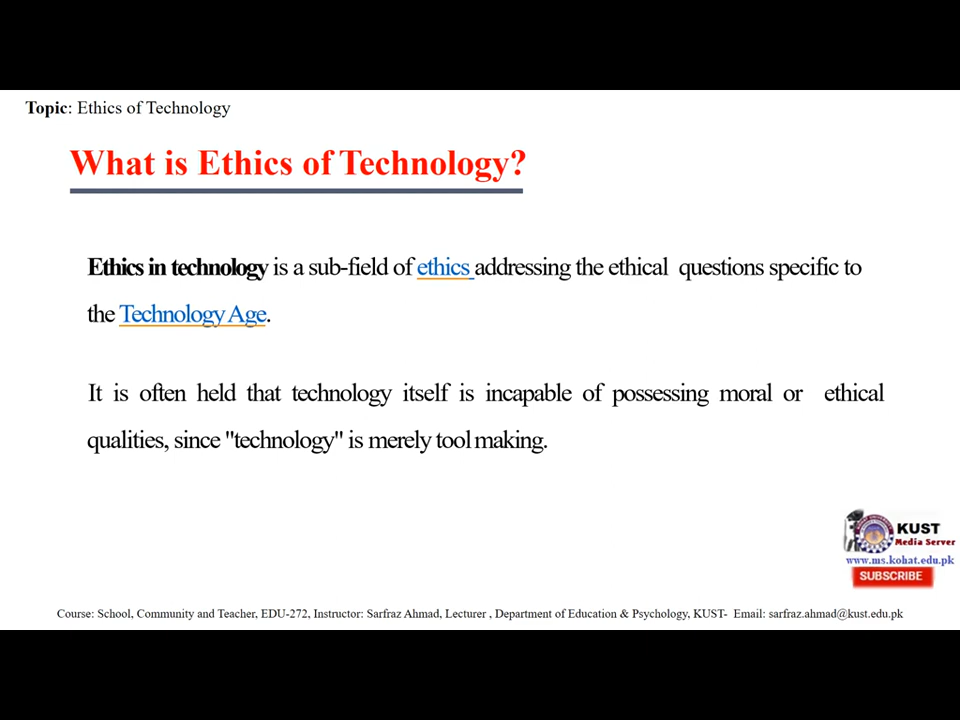 Topic: Ethics of Technology
What is Ethics of Technology?
Ethics in technology is a sub-field of ethics addressing the ethical questions specific to
the Technology Age.
It is often held that technology itself is incapable of possessing moral or ethical
qualities, since "technology" is merely tool making.
KUST
Media Server
www.ms.kohat.edu.pk
SUBSCRIBE
Course: School, Community and Teacher, EDU-272, Instructor: Sarfraz Ahmad, Lecturer , Department of Education & Psychology, KUST- Email: sarfraz.ahmad@kust.edu.pk